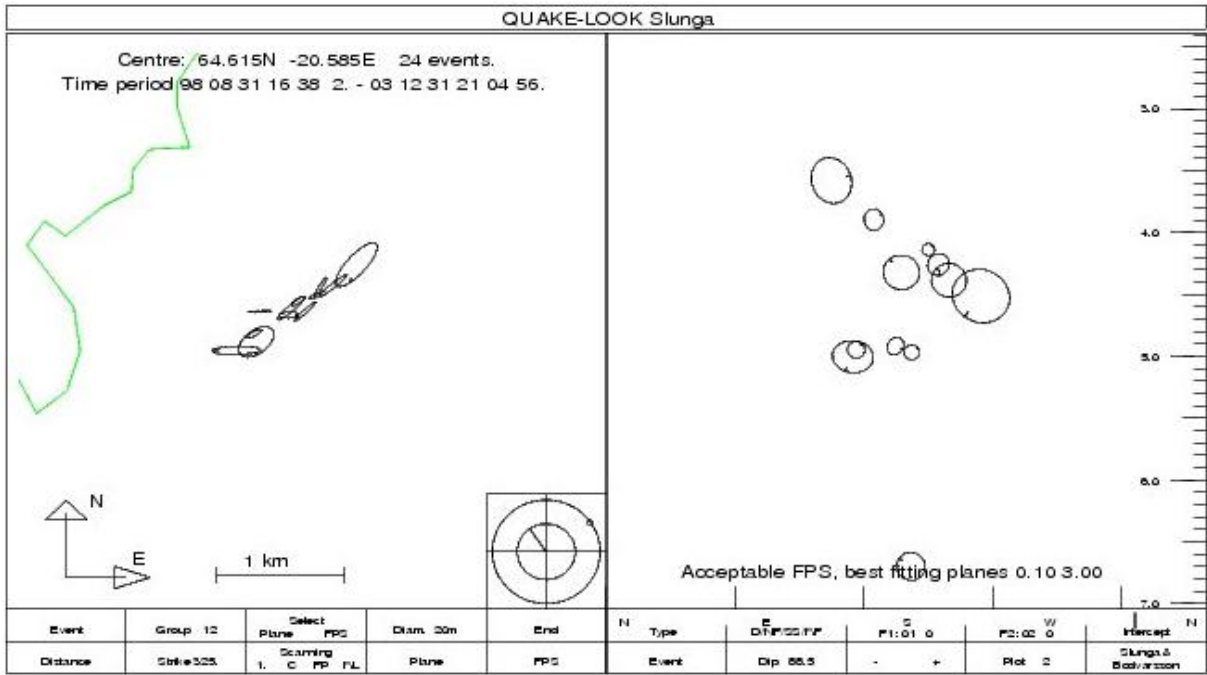 QUAKE-LOOK Slunga
Centre: 64.615N -20.585E 24 events.
Time period 98 08 31 16 38 2. - 03 12 31 21 04 56.
N
E
1 km
3.0
4.0
5.0
6.0
7.0
Acceptable FPS, best fitting planes 0.10 3.00
Event Group 12 Select Plane FPS Diam. 20m End
Distance Strike 325. Scanning 1. C FP FL Plane FPS
N E S W N
Type D/NF/SS/FF F1: 01 0 F2: 02 0 Intercept
Event Dip 88.5 - + Plot 2 Slunga & Bodvarsson